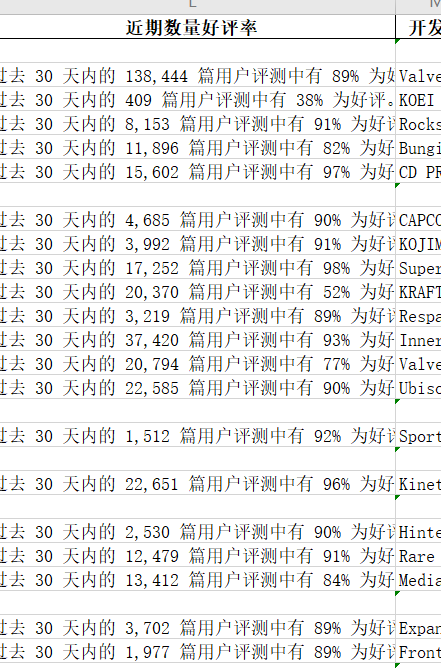 L M
近期数量好评率 开发
过去 30 天内的 138,444 篇用户评测中有 89% 为好 Valve
过去 30 天内的 409 篇用户评测中有 38% 为好评。 KOEI
过去 30 天内的 8,153 篇用户评测中有 91% 为好评 Rocks
过去 30 天内的 11,896 篇用户评测中有 82% 为好 Bungi
过去 30 天内的 15,602 篇用户评测中有 97% 为好 CD PR
过去 30 天内的 4,685 篇用户评测中有 90% 为好评 CAPCO
过去 30 天内的 3,992 篇用户评测中有 91% 为好评 KOJIM
过去 30 天内的 17,252 篇用户评测中有 98% 为好 Super
过去 30 天内的 20,370 篇用户评测中有 52% 为好 KRAFT
过去 30 天内的 3,219 篇用户评测中有 89% 为好评 Respa
过去 30 天内的 37,420 篇用户评测中有 93% 为好 Inner
过去 30 天内的 20,794 篇用户评测中有 77% 为好 Valve
过去 30 天内的 22,585 篇用户评测中有 90% 为好 Ubiso
过去 30 天内的 1,512 篇用户评测中有 92% 为好评 Sport
过去 30 天内的 22,651 篇用户评测中有 96% 为好 Kinet
过去 30 天内的 2,530 篇用户评测中有 90% 为好评 Hinte
过去 30 天内的 12,479 篇用户评测中有 91% 为好 Rare
过去 30 天内的 13,412 篇用户评测中有 84% 为好 Media
过去 30 天内的 3,702 篇用户评测中有 89% 为好评 Expan
过去 30 天内的 1,977 篇用户评测中有 89% 为好评 Front